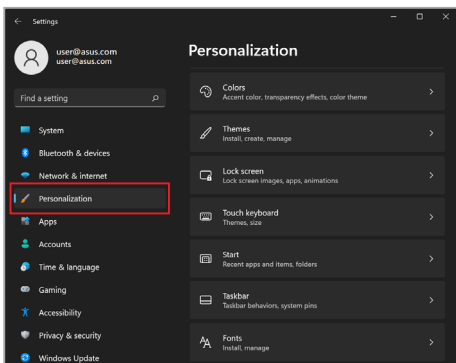 Settings
user@asus.com
user@asus.com
Find a setting
System
Bluetooth & devices
Network & internet
Personalization
Apps
Accounts
Time & language
Gaming
Accessibility
Privacy & security
Windows Update
Personalization
Colors
Accent color, transparency effects, color theme
Themes
Install, create, manage
Lock screen
Lock screen images, apps, animations
Touch keyboard
Themes, size
Start
Recent apps and items, folders
Taskbar
Taskbar behaviors, system pins
Fonts
Install, manage